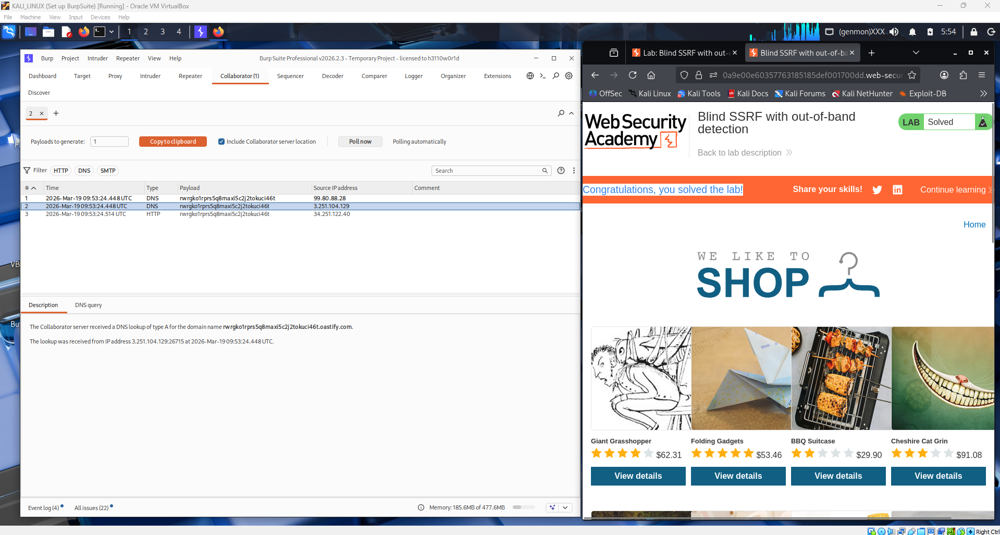 KALI_LINUX (Set up BurpSuite) [Running] - Oracle VM VirtualBox
File Machine View Input Devices Help
1 2 3 4 (genmon)XXX 5:54
Burp Project Intruder Repeater View Help Burp Suite Professional v2026.2.3 - Temporary Project - licensed to h3110w0r1d
Dashboard Target Proxy Intruder Repeater Collaborator (1) Sequencer Decoder Comparer Logger Organizer Extensions
Discover
2
Payloads to generate: 1 Copy to clipboard Include Collaborator server location Poll now Polling automatically
Filter HTTP DNS SMTP Search
# Time Type Payload Source IP address Comment
1 2026-Mar-19 09:53:24.448 UTC DNS rwrgko1rprs5q8maxi5c2j2tokuci46t 99.80.88.28
2 2026-Mar-19 09:53:24.448 UTC DNS rwrgko1rprs5q8maxi5c2j2tokuci46t 3.251.104.129
3 2026-Mar-19 09:53:24.514 UTC HTTP rwrgko1rprs5q8maxi5c2j2tokuci46t 34.251.122.40
Description DNS query
The Collaborator server received a DNS lookup of type A for the domain name rwrgko1rprs5q8maxi5c2j2tokuci46t.oastify.com.
The lookup was received from IP address 3.251.104.129:26715 at 2026-Mar-19 09:53:24.448 UTC.
Event log (4) All issues (22) Memory: 185.6MB of 477.6MB
VB
Bu
Lab: Blind SSRF with out- Blind SSRF with out-of-ba
0a9e00e60357763185185def001700dd.web-secur
OffSec Kali Linux Kali Tools Kali Docs Kali Forums Kali NetHunter Exploit-DB
Web Security
Academy
Blind SSRF with out-of-band
detection
LAB Solved
Back to lab description
Congratulations, you solved the lab! Share your skills! Continue learning
Home
WE LIKE TO
SHOP
Giant Grasshopper Folding Gadgets BBQ Suitcase Cheshire Cat Grin
$62.31 $53.46 $29.90 $91.08
View details View details View details View details
Right Ctrl